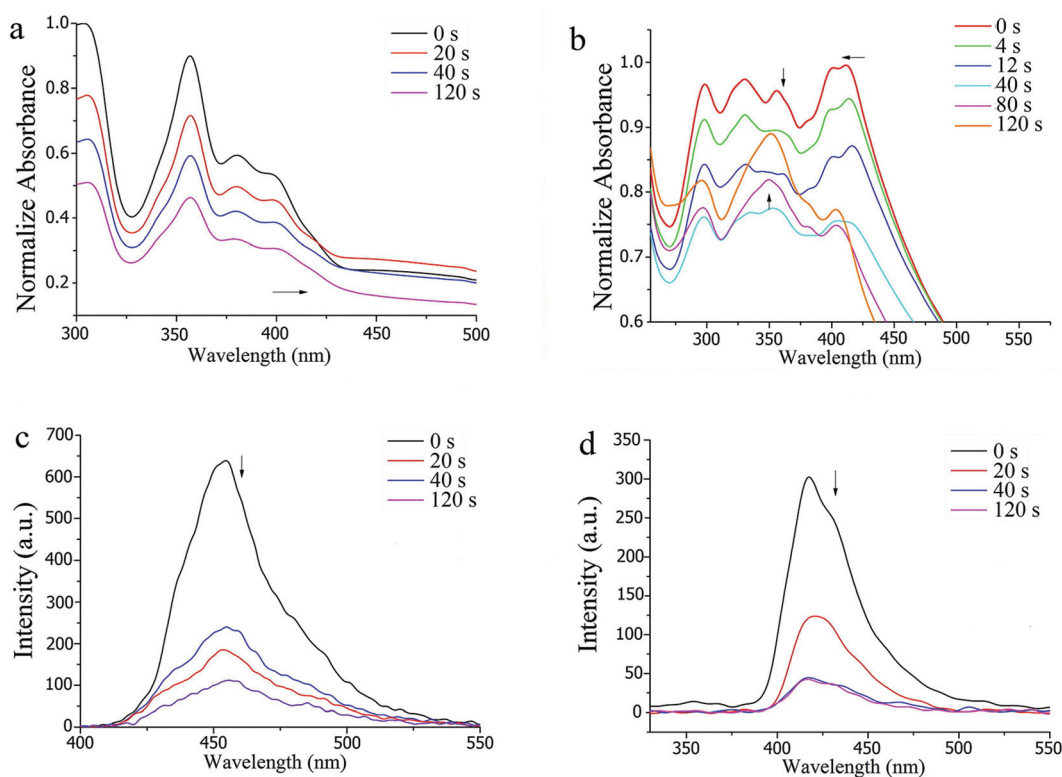 a
0 s
20 s
40 s
120 s
1.0
0.8
0.6
0.4
0.2
Normalize Absorbance
300 350 400 450 500
Wavelength (nm)
b
0 s
4 s
12 s
40 s
80 s
120 s
1.0
0.9
0.8
0.7
0.6
Normalize Absorbance
300 350 400 450 500 550
Wavelength (nm)
c
0 s
20 s
40 s
120 s
700
600
500
400
300
200
100
0
Intensity (a.u.)
400 450 500 550
Wavelength (nm)
d
0 s
20 s
40 s
120 s
350
300
250
200
150
100
50
0
Intensity (a.u.)
350 400 450 500 550
Wavelength (nm)